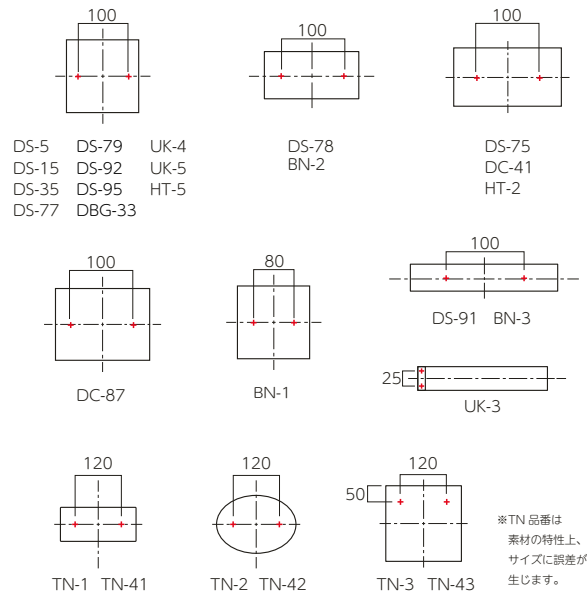 100
DS-5 DS-79 UK-4
DS-15 DS-92 UK-5
DS-35 DS-95 HT-5
DS-77 DBG-33
100
DS-78
BN-2
100
DS-75
DC-41
HT-2
100
DC-87
80
BN-1
100
DS-91 BN-3
25
UK-3
120
TN-1 TN-41
120
TN-2 TN-42
120
50
TN-3 TN-43
※TN 品番は
素材の特性上、
サイズに誤差が
生じます。